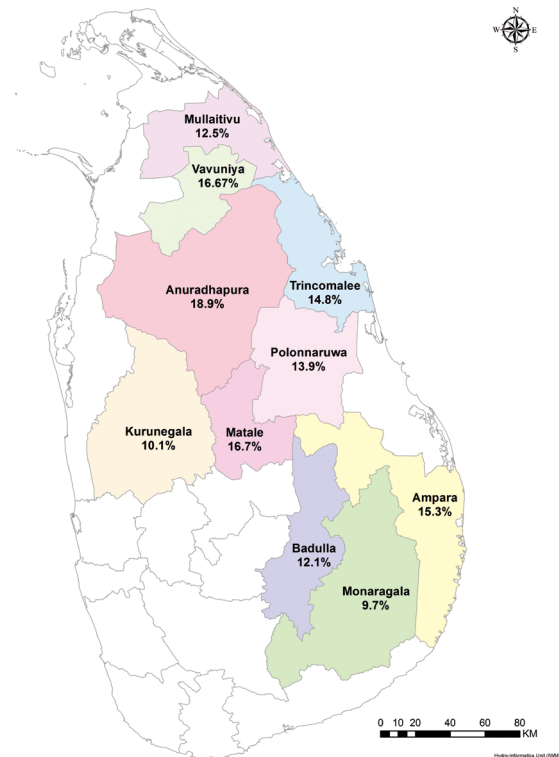 N
W E
S
Mullaitivu
12.5%
Vavuniya
16.67%
Anuradhapura
18.9%
Trincomalee
14.8%
Polonnaruwa
13.9%
Kurunegala
10.1%
Matale
16.7%
Ampara
15.3%
Badulla
12.1%
Monaragala
9.7%
0 10 20 40 60 80
KM
Hydro-Informatics Unit IWMI